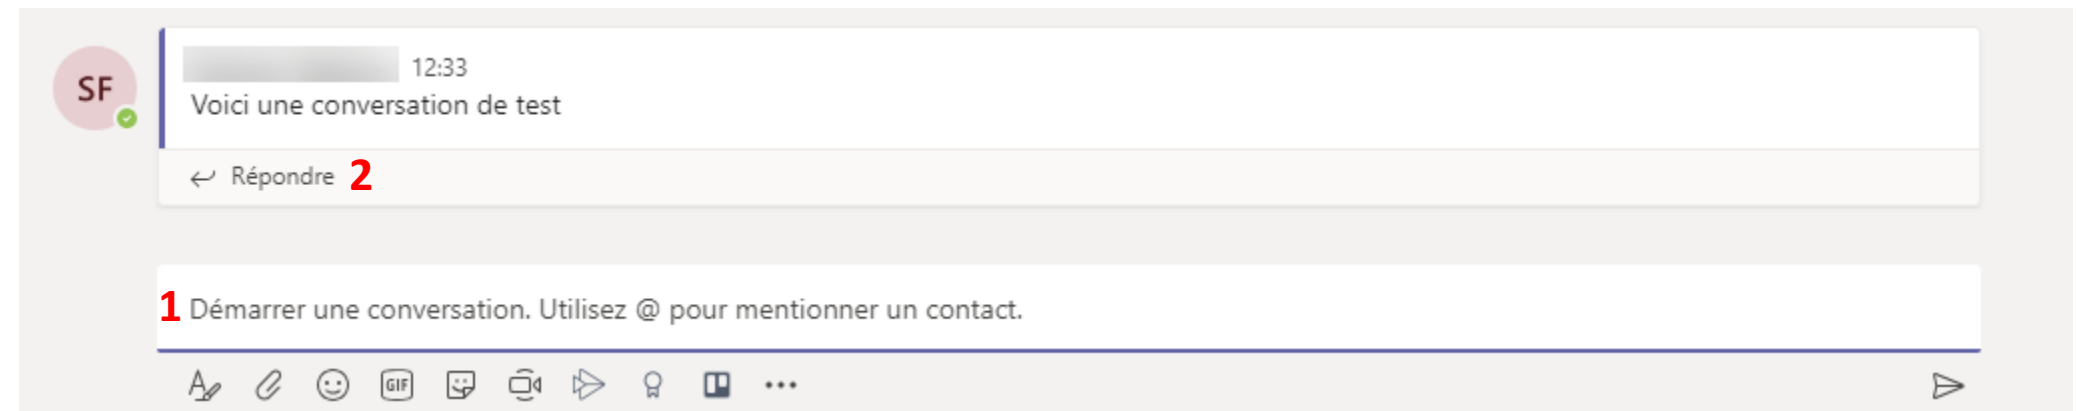 SF
12:33
Voici une conversation de test
Répondre 2
1 Démarrer une conversation. Utilisez @ pour mentionner un contact.
GIF